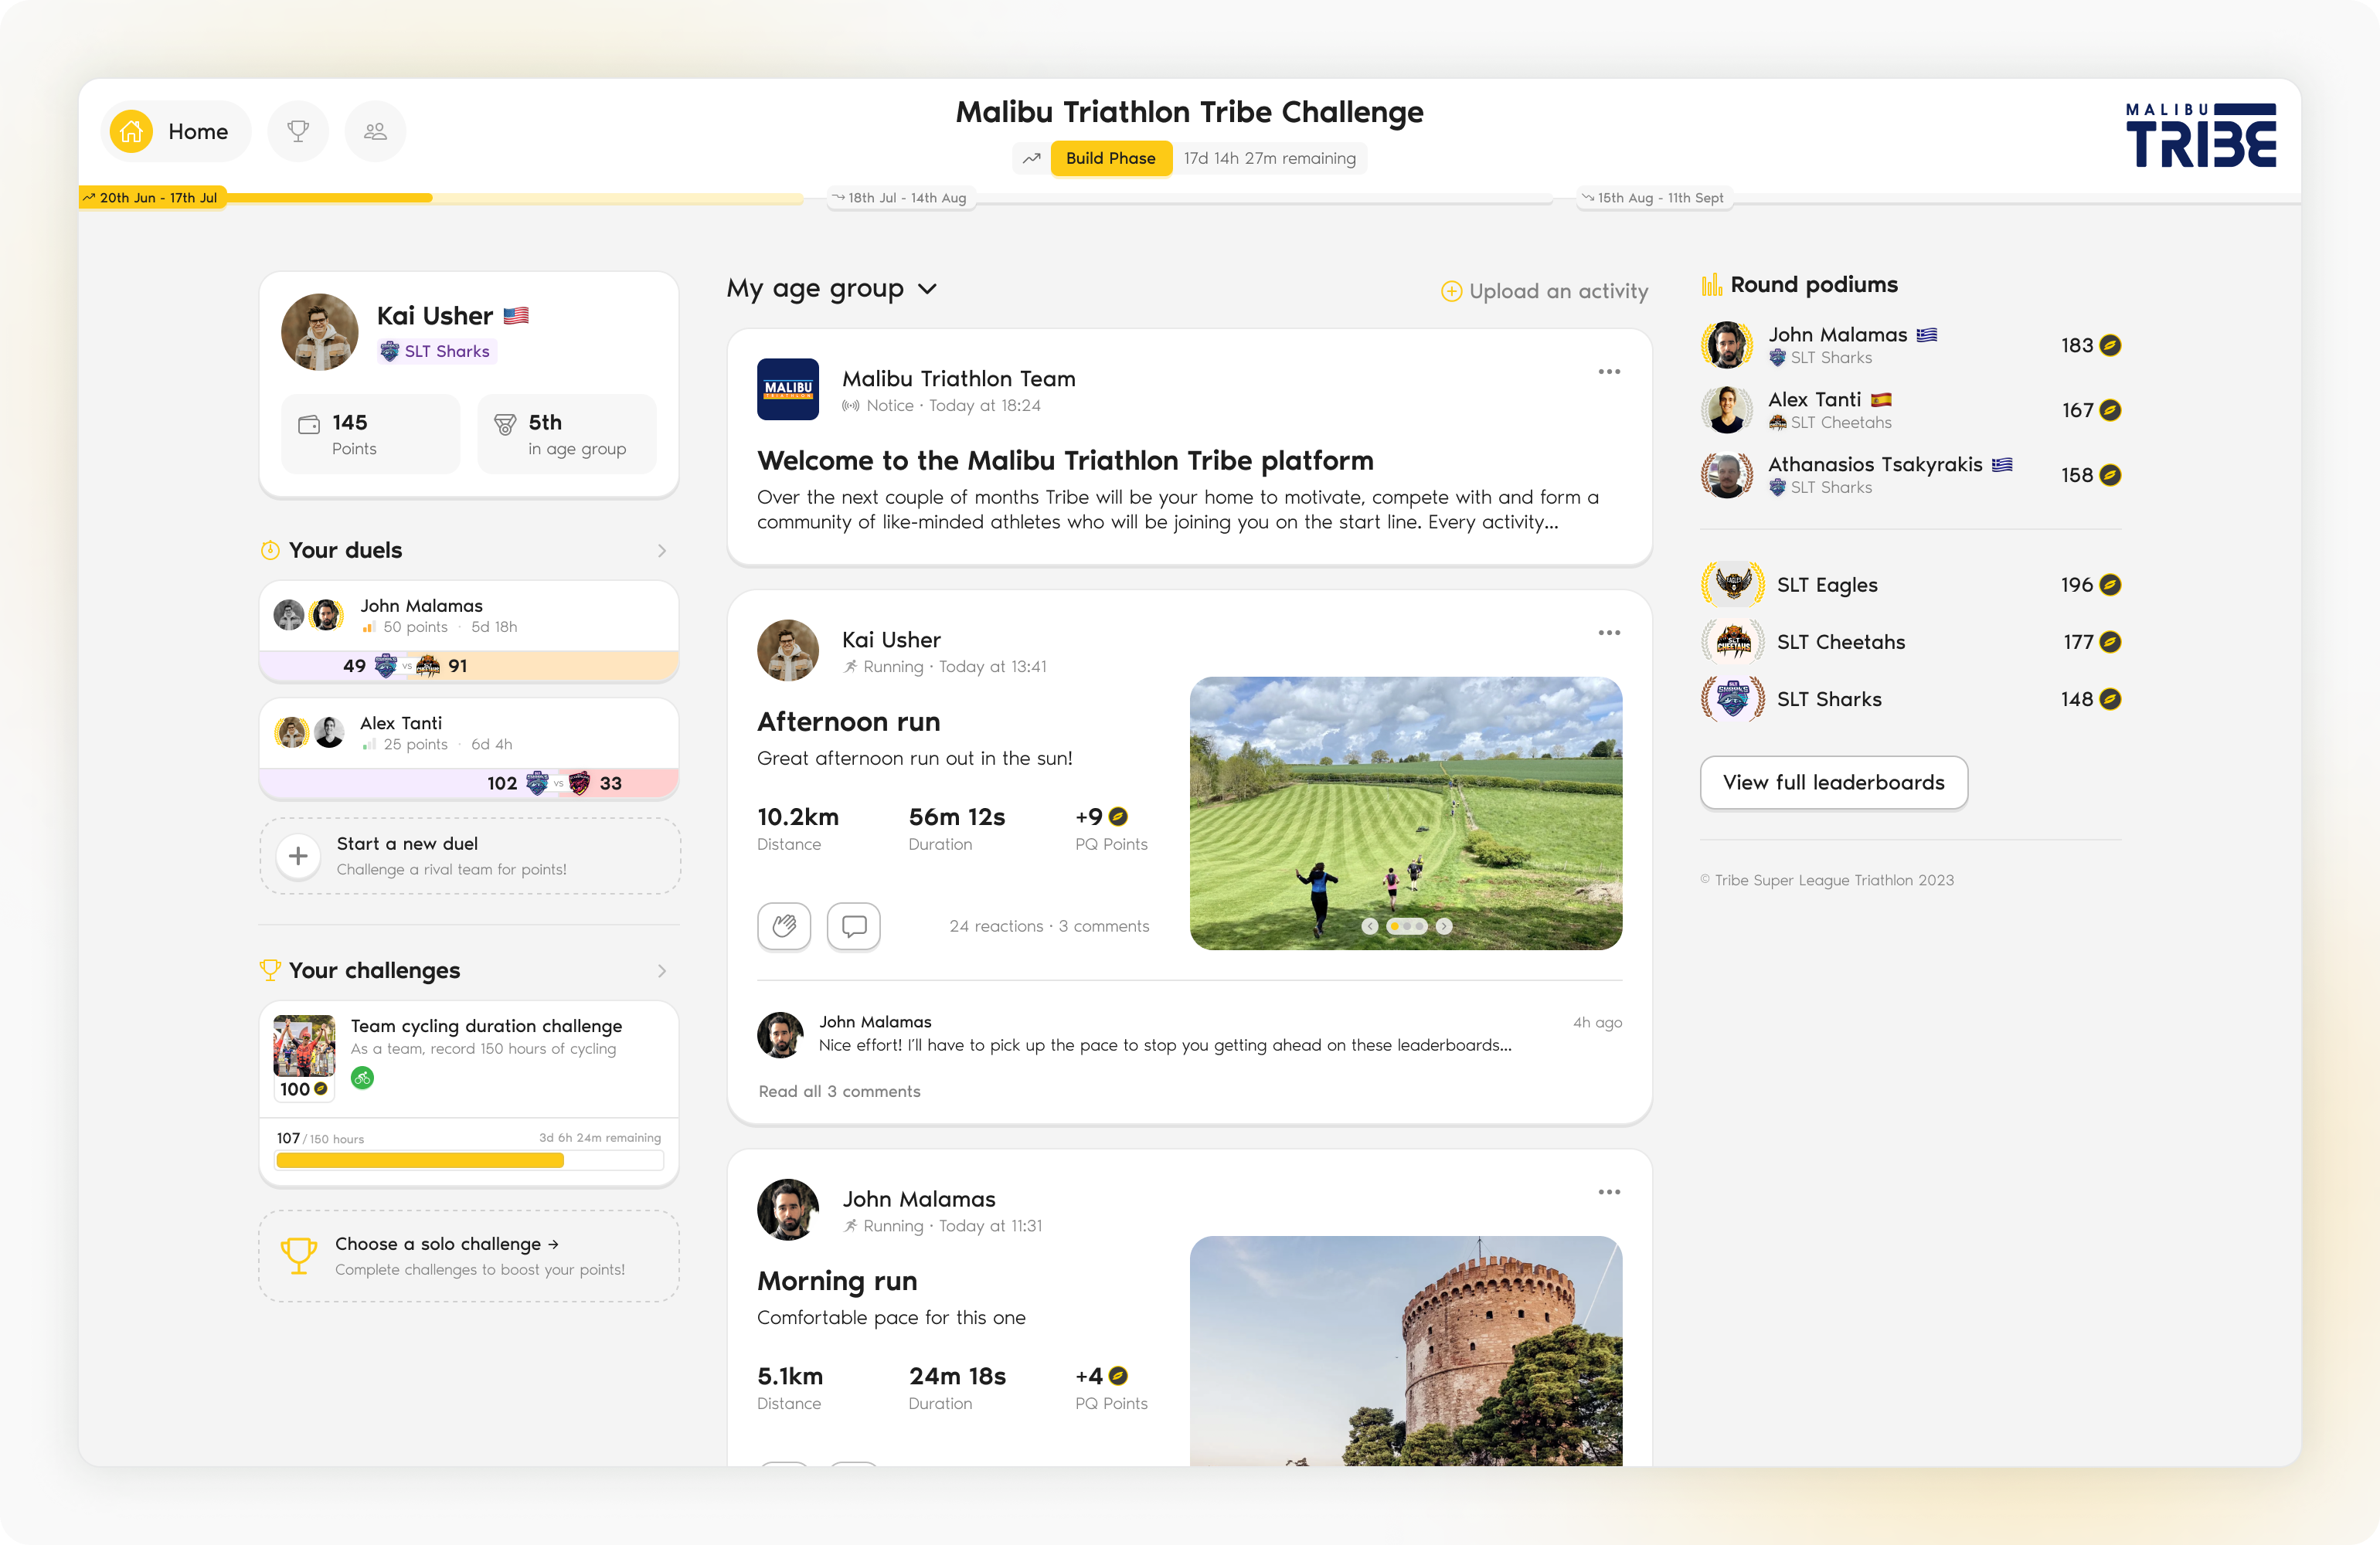 Home
Malibu Triathlon Tribe Challenge
Build Phase
17d 14h 27m remaining
MALIBU
TRIBE
20th Jun - 17th Jul
18th Jul - 14th Aug
15th Aug - 11th Sept
Kai Usher
SLT Sharks
145
Points
5th
in age group
Your duels
John Malamas
50 points · 5d 18h
49 vs 91
Alex Tanti
25 points · 6d 4h
102 vs 33
Start a new duel
Challenge a rival team for points!
Your challenges
Team cycling duration challenge
As a team, record 150 hours of cycling
100
107 / 150 hours
3d 6h 24m remaining
Choose a solo challenge →
Complete challenges to boost your points!
My age group
Upload an activity
MALIBU
TRIATHLON
Malibu Triathlon Team
Notice · Today at 18:24
Welcome to the Malibu Triathlon Tribe platform
Over the next couple of months Tribe will be your home to motivate, compete with and form a
community of like-minded athletes who will be joining you on the start line. Every activity...
Kai Usher
Running · Today at 13:41
Afternoon run
Great afternoon run out in the sun!
10.2km
Distance
56m 12s
Duration
+9
PQ Points
24 reactions · 3 comments
John Malamas
4h ago
Nice effort! I'll have to pick up the pace to stop you getting ahead on these leaderboards...
Read all 3 comments
John Malamas
Running · Today at 11:31
Morning run
Comfortable pace for this one
5.1km
Distance
24m 18s
Duration
+4
PQ Points
Round podiums
John Malamas
SLT Sharks
183
Alex Tanti
SLT Cheetahs
167
Athanasios Tsakyrakis
SLT Sharks
158
SLT Eagles
196
SLT
CHEETAHS
SLT Cheetahs
177
SLT
SHARKS
SLT Sharks
148
View full leaderboards
© Tribe Super League Triathlon 2023